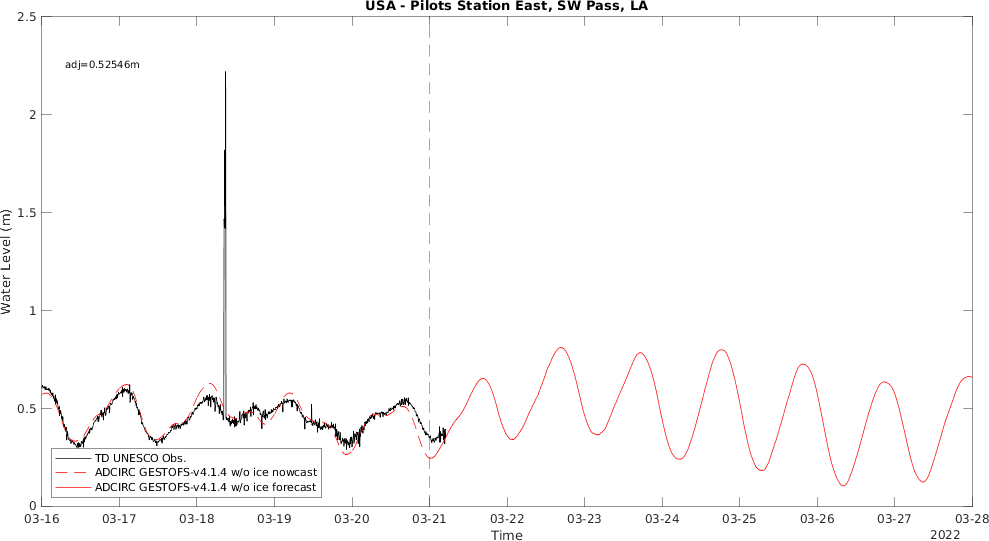 USA - Pilots Station East, SW Pass, LA
2.5
adj=0.52546m
2
1.5
Water Level (m)
1
0.5
TD UNESCO Obs.
ADCIRC GESTOFS-v4.1.4 w/o ice nowcast
ADCIRC GESTOFS-v4.1.4 w/o ice forecast
0
03-16 03-17 03-18 03-19 03-20 03-21 03-22 03-23 03-24 03-25 03-26 03-27 03-28
Time
2022